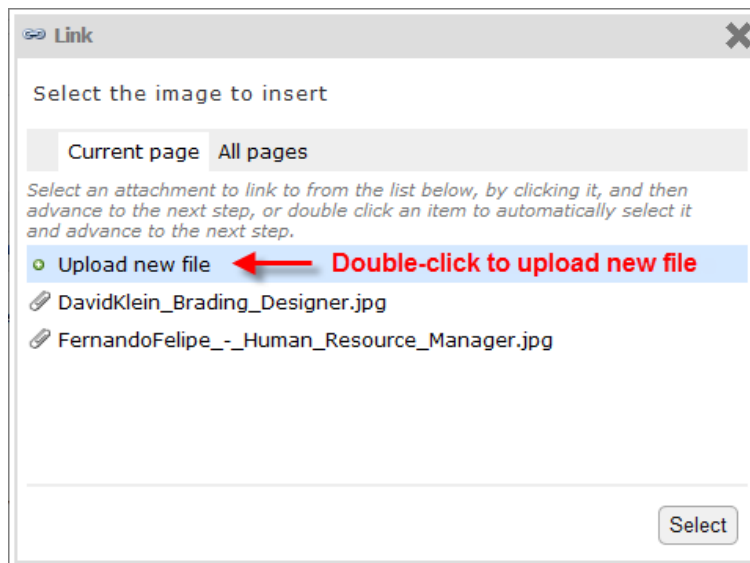 Link
Select the image to insert
Current page All pages
Select an attachment to link to from the list below, by clicking it, and then
advance to the next step, or double click an item to automatically select it
and advance to the next step.
Upload new file Double-click to upload new file
DavidKlein_Brading_Designer.jpg
FernandoFelipe_-_Human_Resource_Manager.jpg
Select